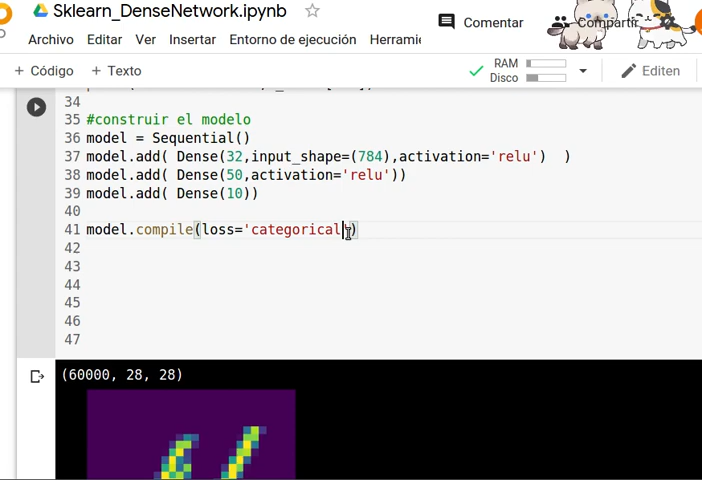 Sklearn_DenseNetwork.ipynb
Comentar
Compartir
Archivo Editar Ver Insertar Entorno de ejecución Herrami
+ Código + Texto
RAM
Disco
Editen
34
35 #construir el modelo
36 model = Sequential()
37 model.add( Dense(32,input_shape=(784),activation='relu') )
38 model.add( Dense(50,activation='relu'))
39 model.add( Dense(10))
40
41 model.compile(loss='categorical')
42
43
44
45
46
47
(60000, 28, 28)